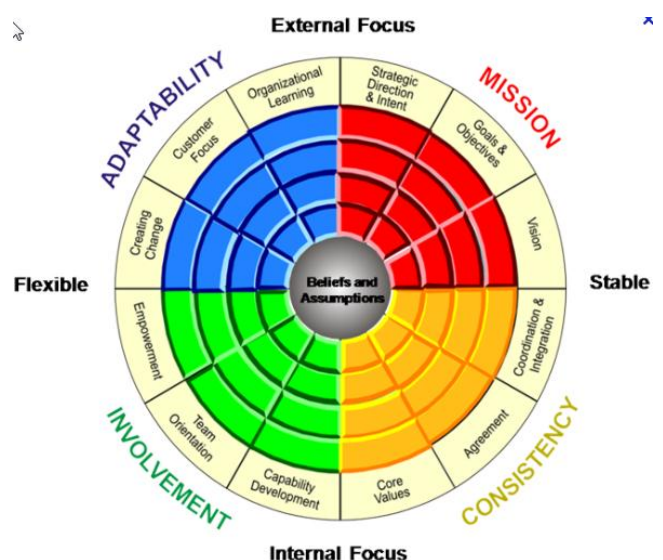 External Focus
ADAPTABILITY
MISSION
Organizational
Learning
Strategic
Direction
& Intent
Customer
Focus
Goals &
Objectives
Creating
Change
Vision
Flexible
Beliefs and
Assumptions
Stable
Empowerment
Coordination &
Integration
Team
Orientation
Agreement
Capability
Development
Core
Values
INVOLVEMENT
CONSISTENCY
Internal Focus